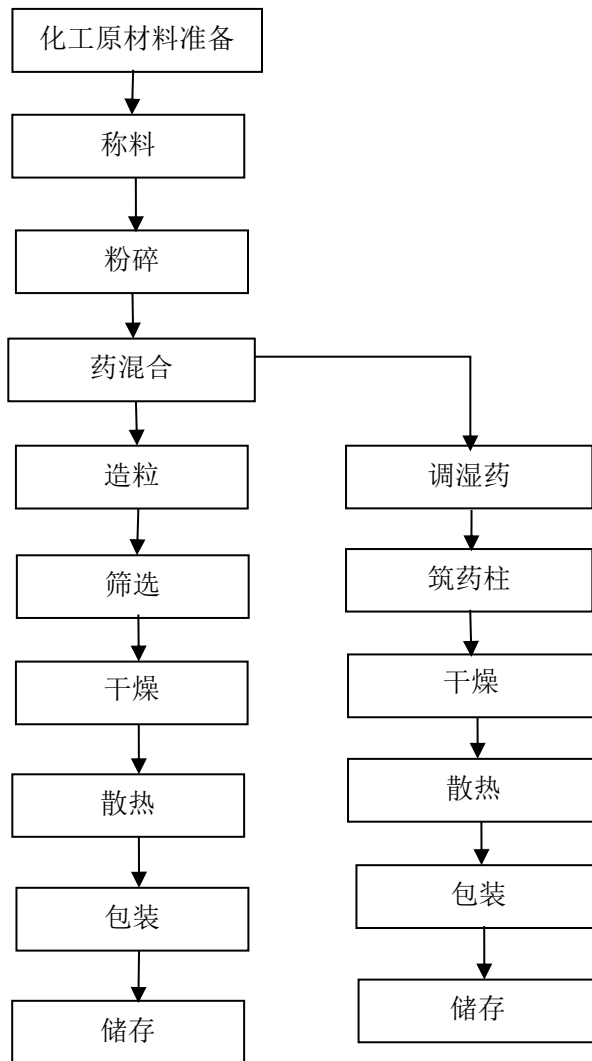 化工原材料准备
称料
粉碎
药混合
造粒
筛选
干燥
散热
包装
储存
调湿药
筑药柱
干燥
散热
包装
储存